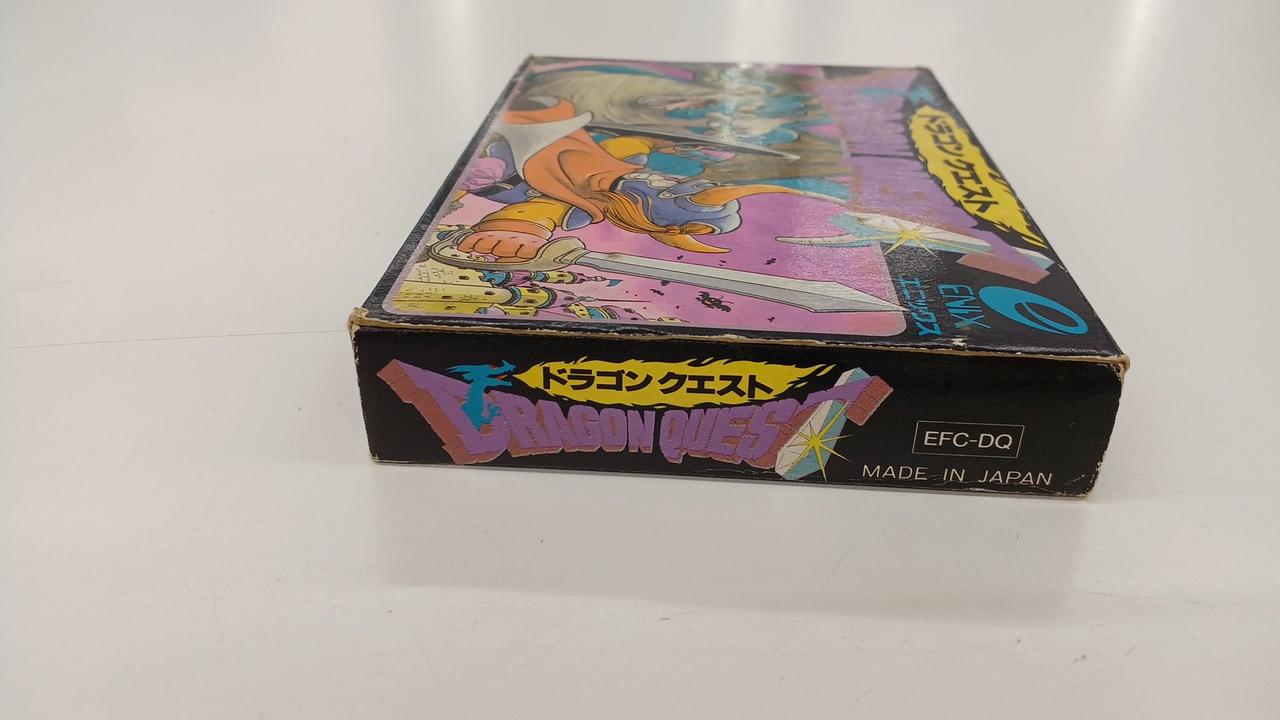 ドラゴン クエスト
ENIX
エニックス
ドラゴン クエスト
DRAGON QUEST
EFC-DQ
MADE IN JAPAN